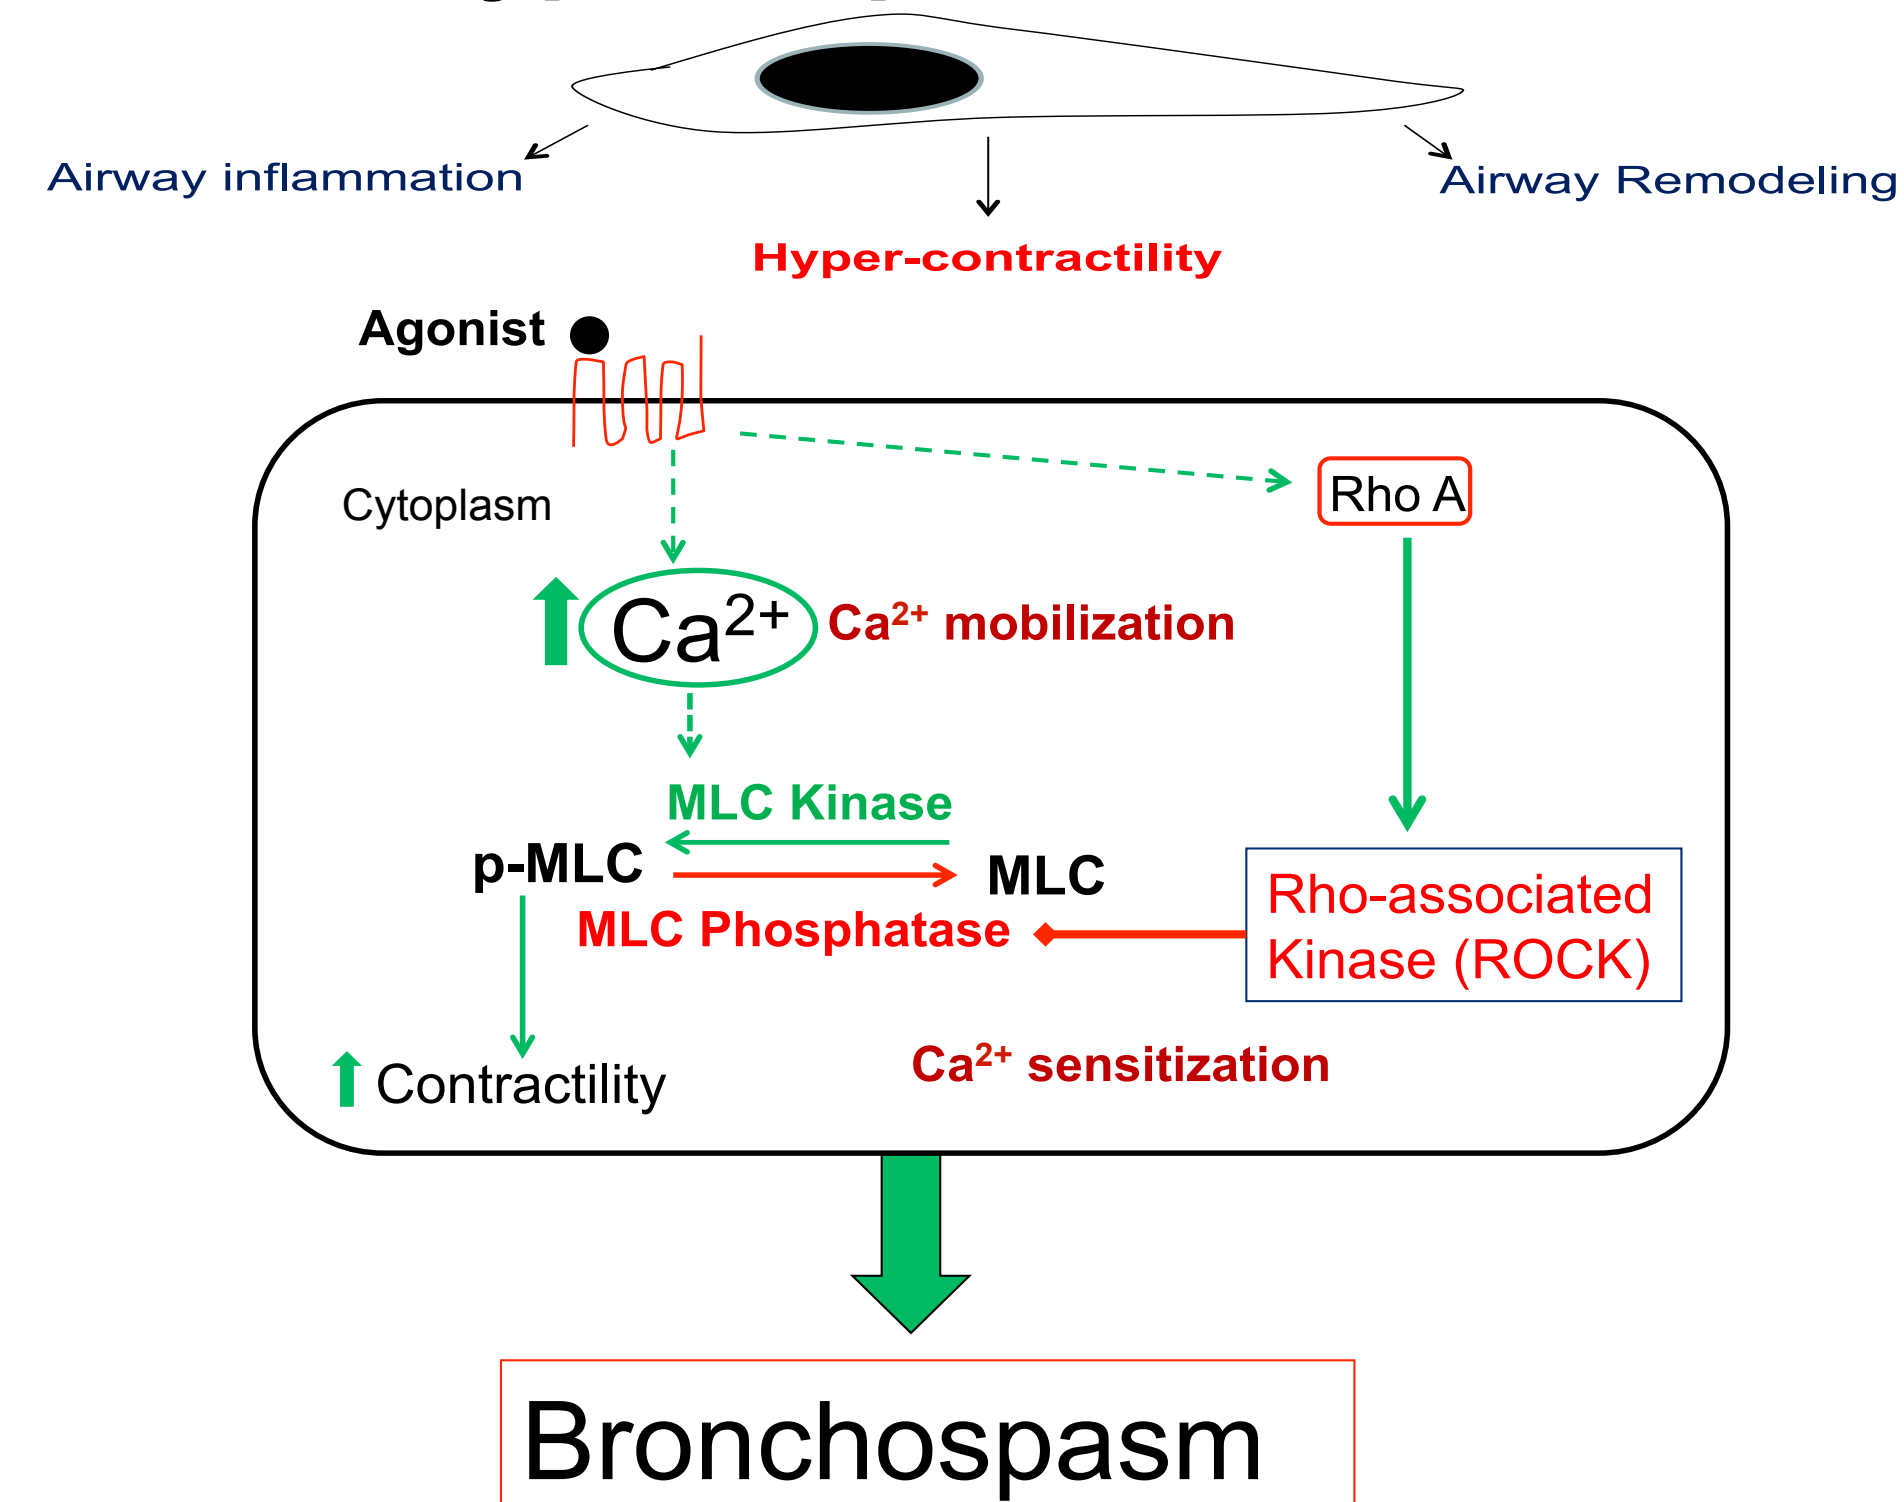 Airway inflammation
Airway Remodeling
Hyper-contractility
Agonist
Cytoplasm
Rho A
Ca²⁺
Ca²⁺ mobilization
MLC Kinase
p-MLC
MLC
MLC Phosphatase
Rho-associated
Kinase (ROCK)
Contractility
Ca²⁺ sensitization
Bronchospasm